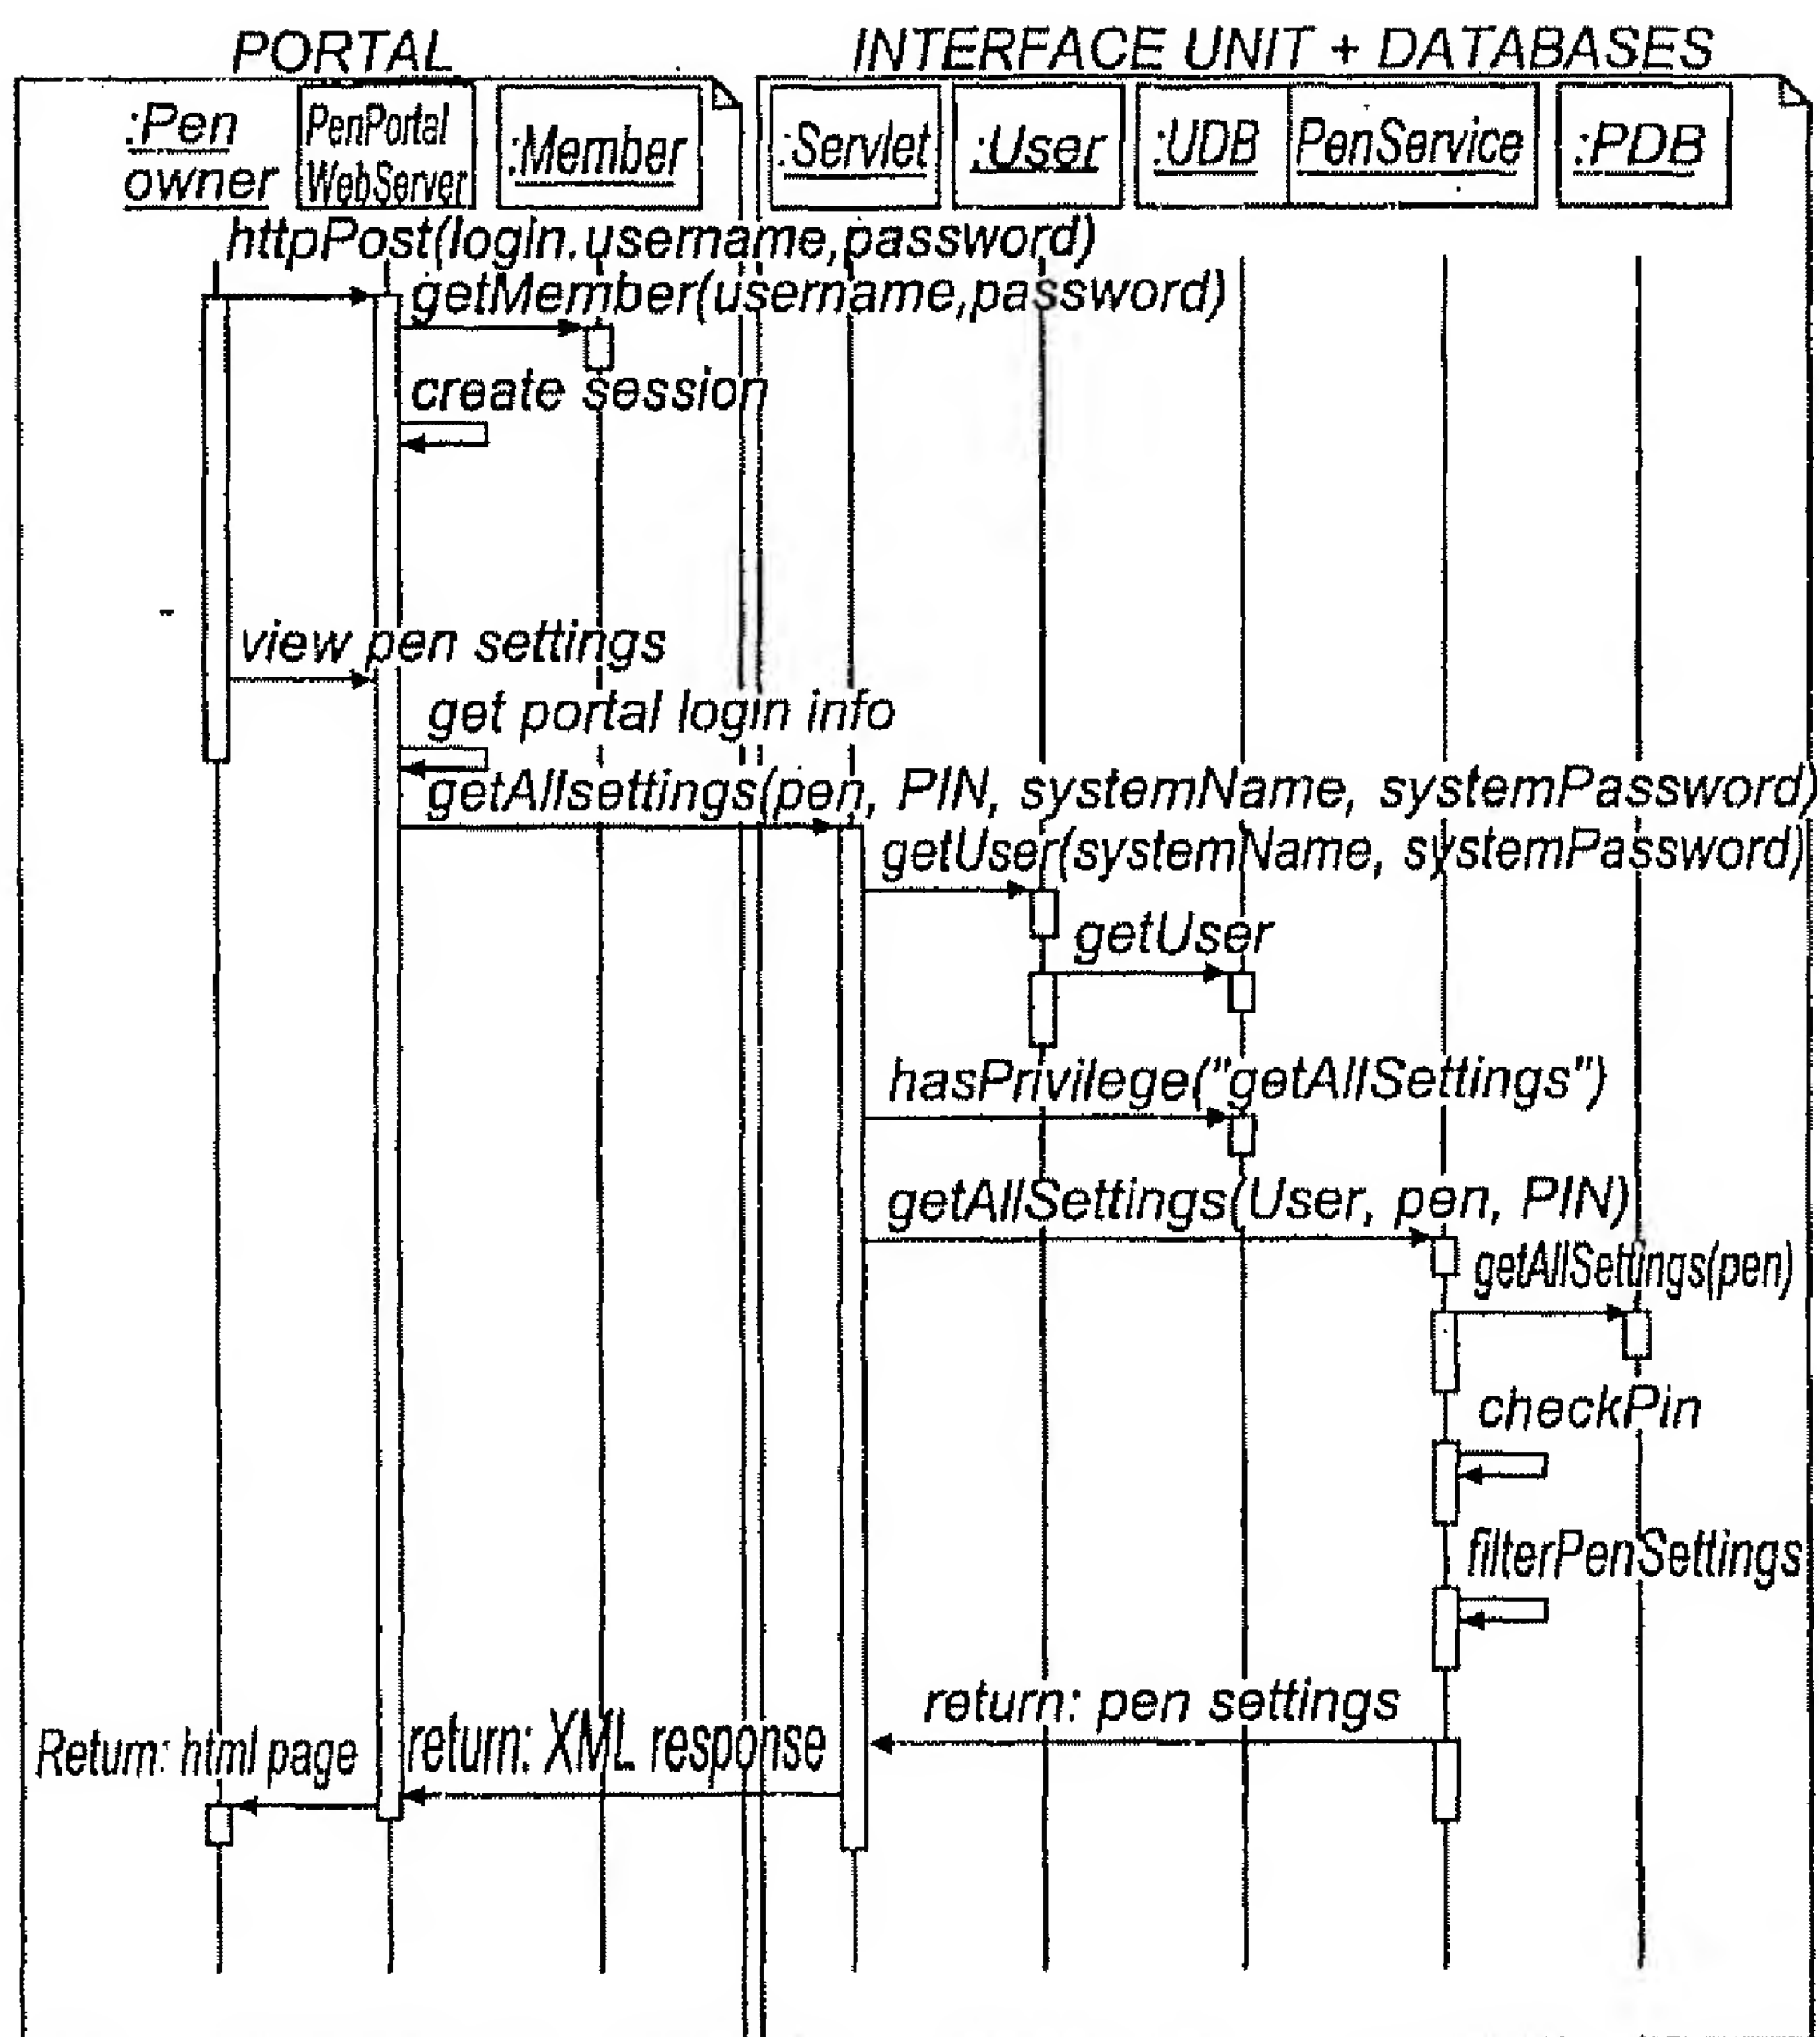 PORTAL
INTERFACE UNIT + DATABASES
:Pen
owner
PenPortal
WebServer
:Member
:Servlet
:User
:UDB
PenService
:PDB
httpPost(login.username,password)
getMember(username,password)
create session
view pen settings
get portal login info
getAllsettings(pen, PIN, systemName, systemPassword)
getUser(systemName, systemPassword)
getUser
hasPrivilege("getAllSettings")
getAllSettings(User, pen, PIN)
getAllSettings(pen)
checkPin
filterPenSettings
return: pen settings
return: XML response
Return: html page